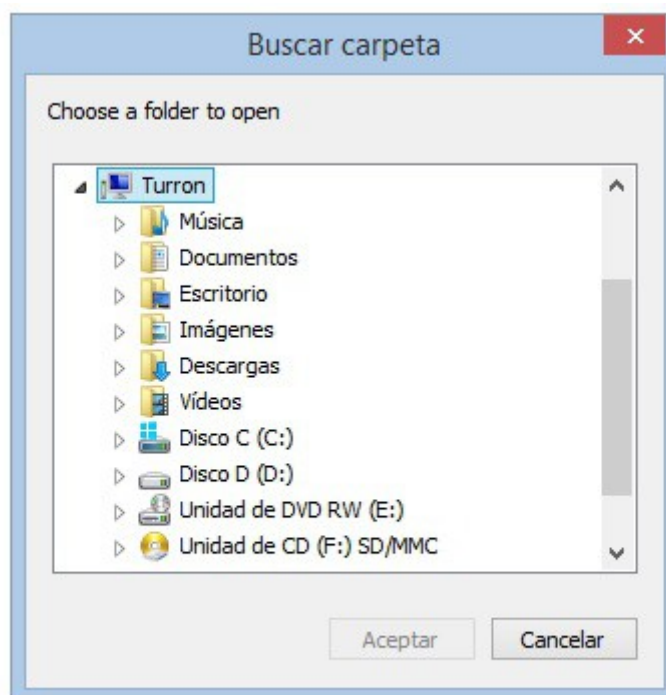 Buscar carpeta
Choose a folder to open
Turron
Música
Documentos
Escritorio
Imágenes
Descargas
Vídeos
Disco C (C:)
Disco D (D:)
Unidad de DVD RW (E:)
Unidad de CD (F:) SD/MMC
Aceptar
Cancelar